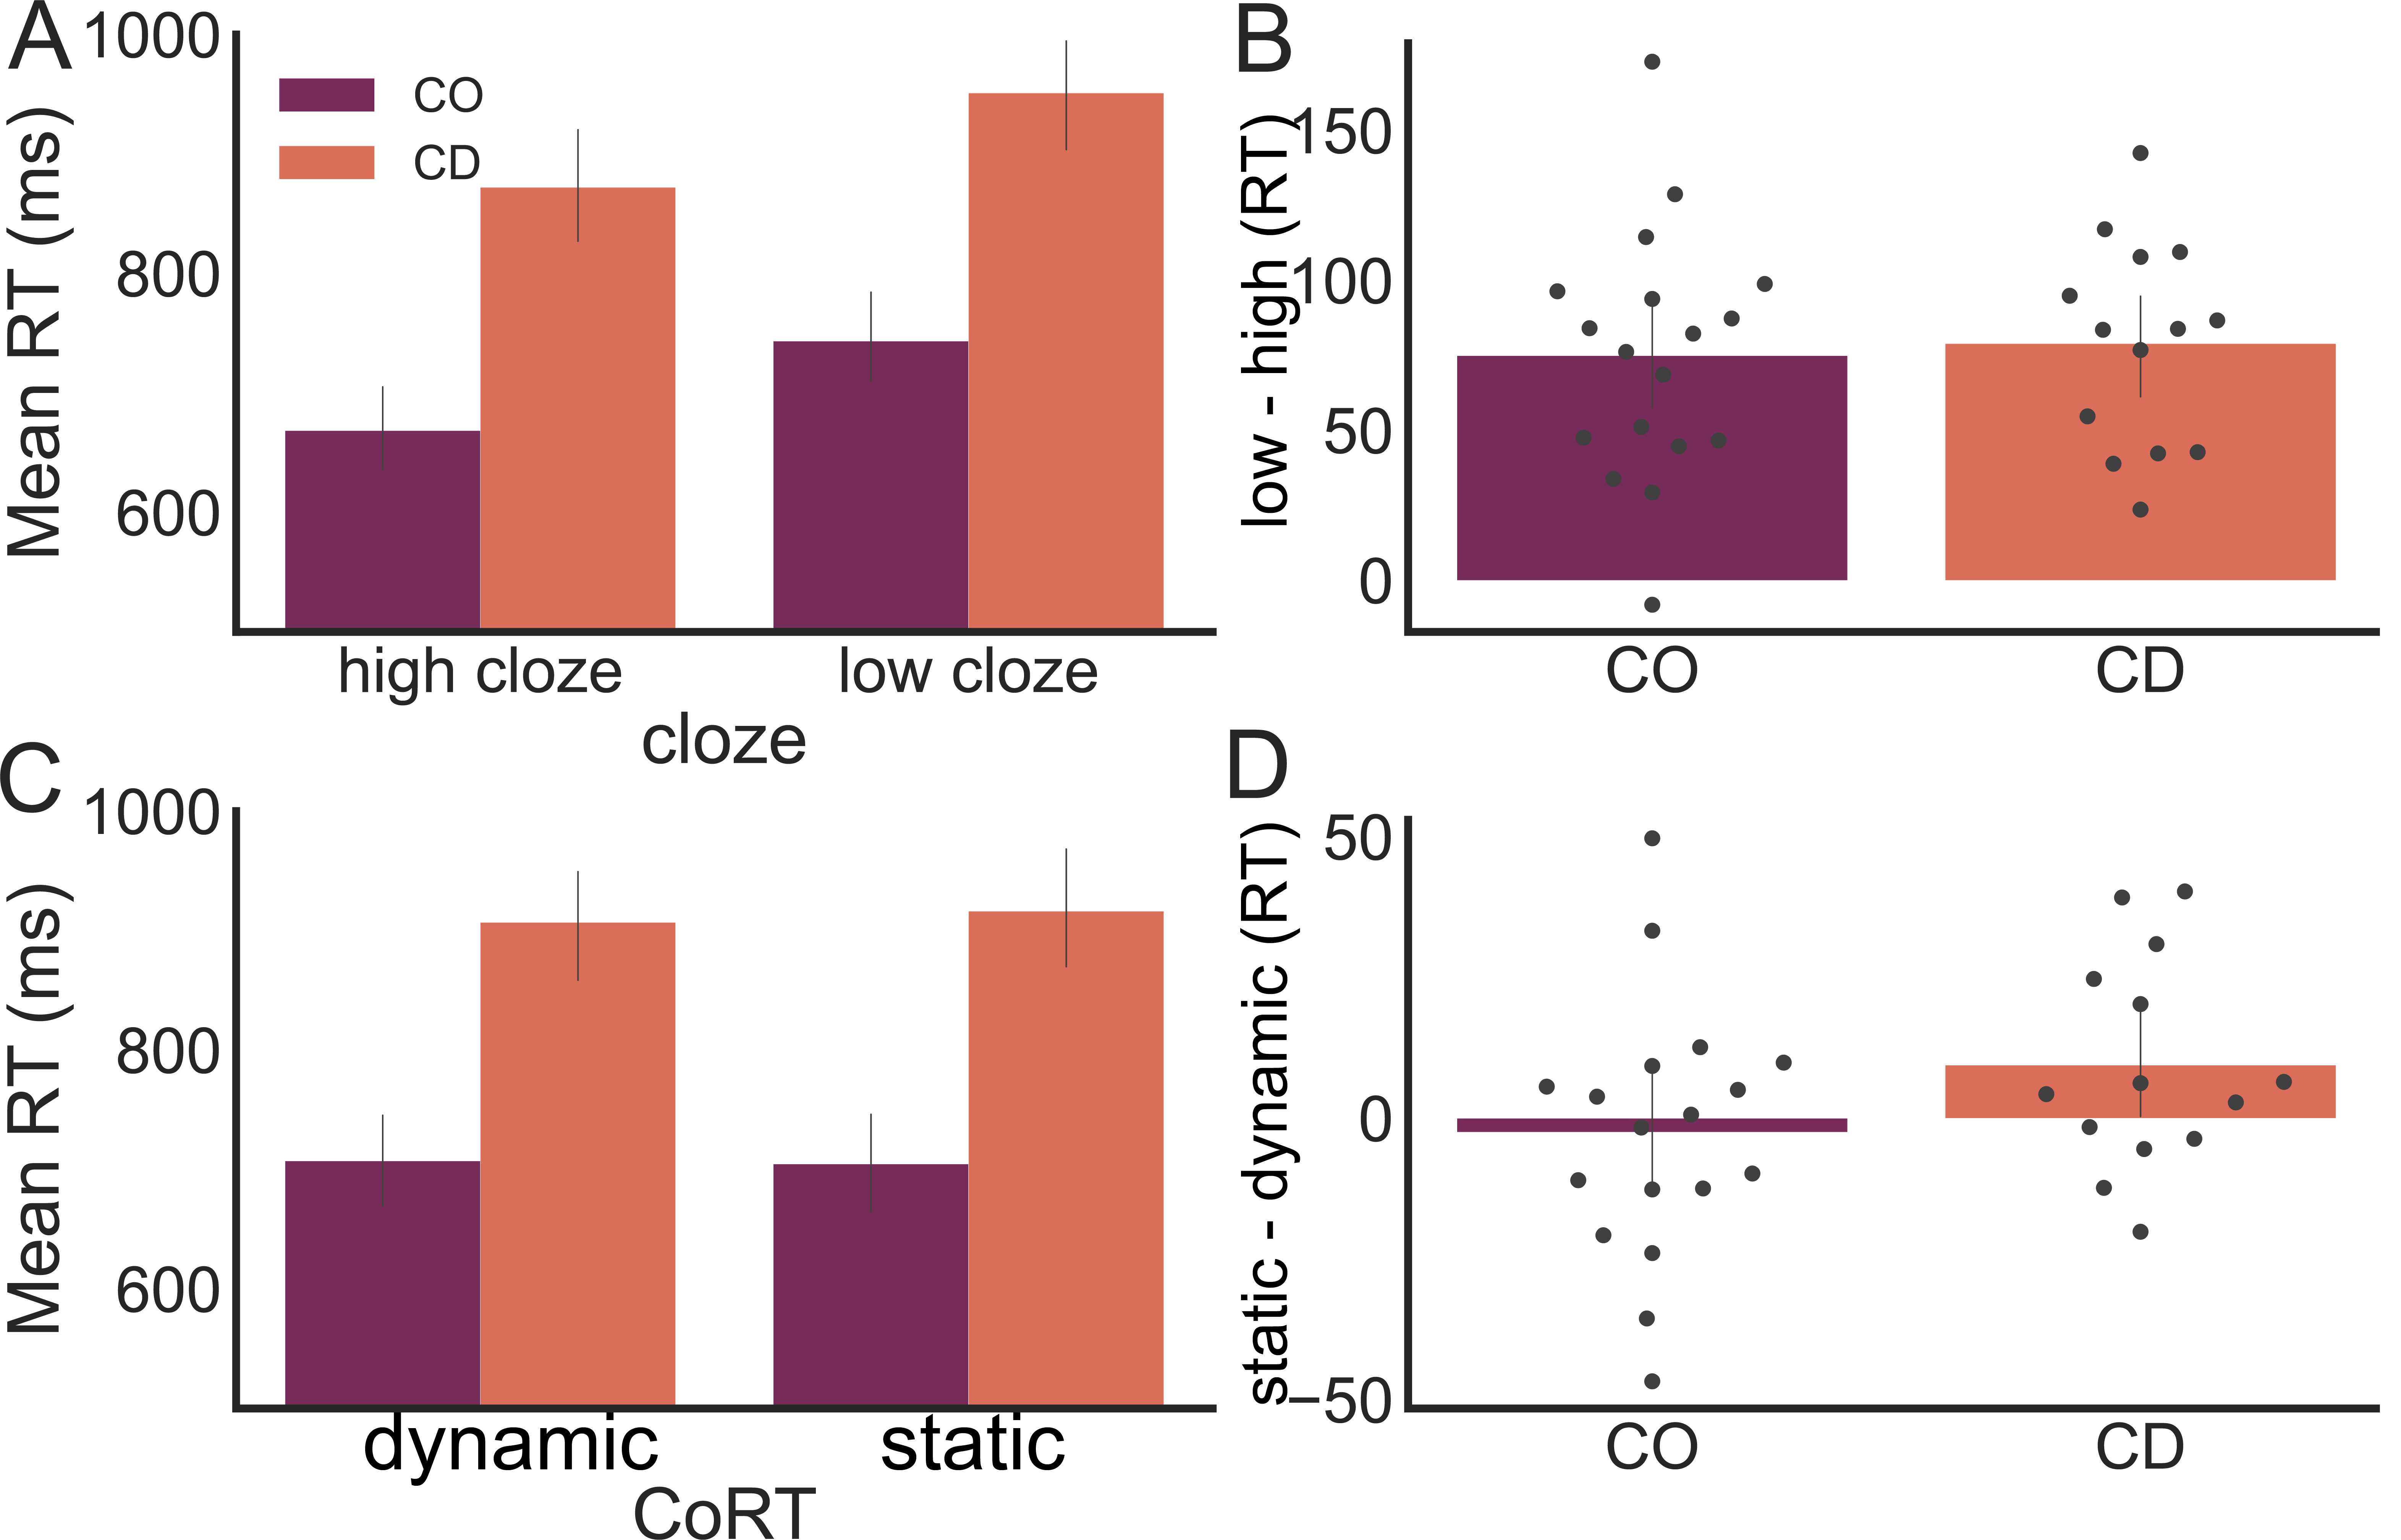 A
Mean RT (ms)
1000
800
600
CO
CD
high cloze
low cloze
cloze
B
low - high (RT)
150
100
50
0
CO
CD
C
Mean RT (ms)
1000
800
600
dynamic
static
CoRT
D
static - dynamic (RT)
50
0
−50
CO
CD